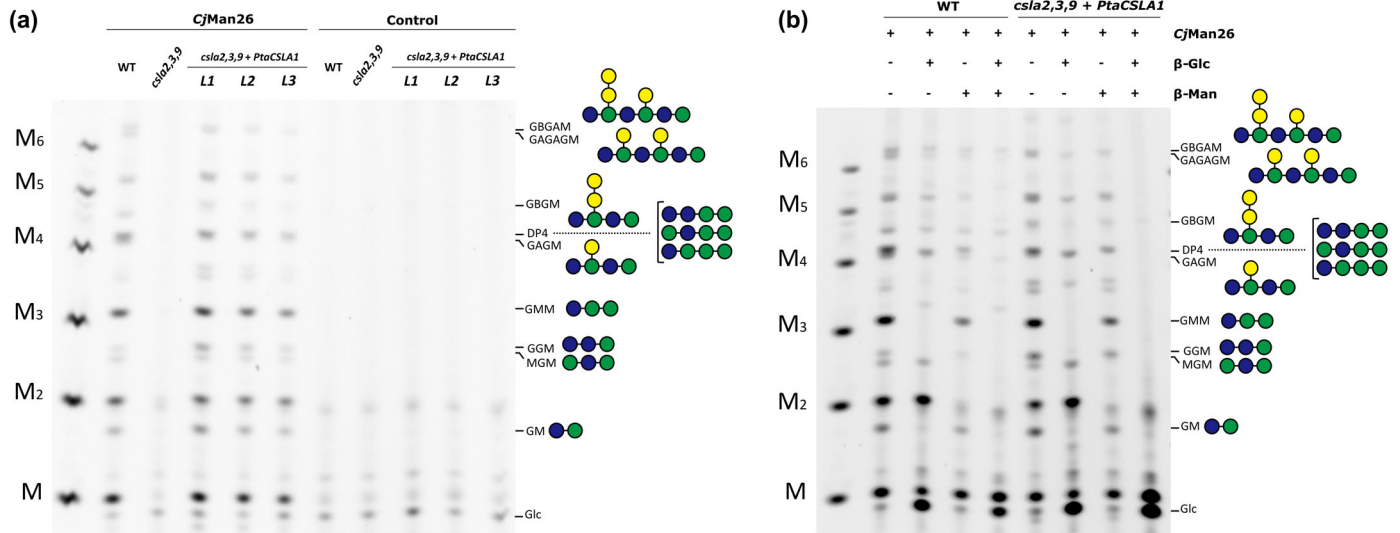 (a)
CjMan26 Control
WT csla2,3,9 csla2,3,9 + PtaCSLA1 WT csla2,3,9 csla2,3,9 + PtaCSLA1
L1 L2 L3 L1 L2 L3
M6
M5
M4
M3
M2
M
GBGAM
GAGAGM
GBGM
DP4
GAGM
GMM
GGM
MGM
GM
Glc
(b)
WT csla2,3,9 + PtaCSLA1
+ + + + + + + + CjMan26
- + - + - + - + β-Glc
- - + + - - + + β-Man
M6
M5
M4
M3
M2
M
GBGAM
GAGAGM
GBGM
DP4
GAGM
GMM
GGM
MGM
GM
Glc